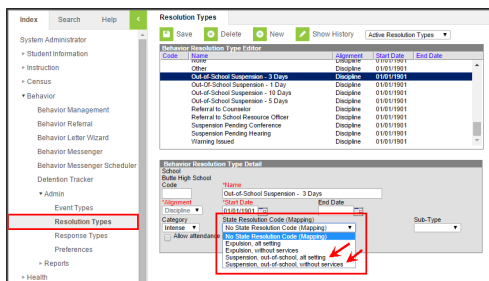 Index Search Help <
System Administrator
Student Information
Instruction
Census
Behavior
Behavior Management
Behavior Referral
Behavior Letter Wizard
Behavior Messenger
Behavior Messenger Scheduler
Detention Tracker
Admin
Event Types
Resolution Types
Response Types
Preferences
Reports
Health
Resolution Types
Save Delete New Show History Active Resolution Types
Behavior Resolution Type Editor
Code Name Alignment Start Date End Date
None Discipline 01/01/1901
Other Discipline 01/01/1901
Out-Of-School Suspension - 3 Days Discipline 01/01/1901
Out-Of-School Suspension - 1 Day Discipline 01/01/1901
Out-Of-School Suspension - 10 Days Discipline 01/01/1901
Out-Of-School Suspension - 5 Days Discipline 01/01/1901
Referral to Counselor Discipline 01/01/1901
Referral to School Resource Officer Discipline 01/01/1901
Suspension Pending Conference Discipline 01/01/1901
Suspension Pending Hearing Discipline 01/01/1901
Warning Issued Discipline 01/01/1901
Behavior Resolution Type Detail
School
Butte High School
Code *Name
Out-of-School Suspension - 3 Days
*Alignment *Start Date End Date
Discipline 01/01/1901
Category State Resolution Code (Mapping) Sub-Type
Intense No State Resolution Code (Mapping)
Allow attendance
No State Resolution Code (Mapping)
Expulsion, alt setting
Expulsion, without services
Suspension, out-of-school, alt setting
Suspension, out-of-school, without services